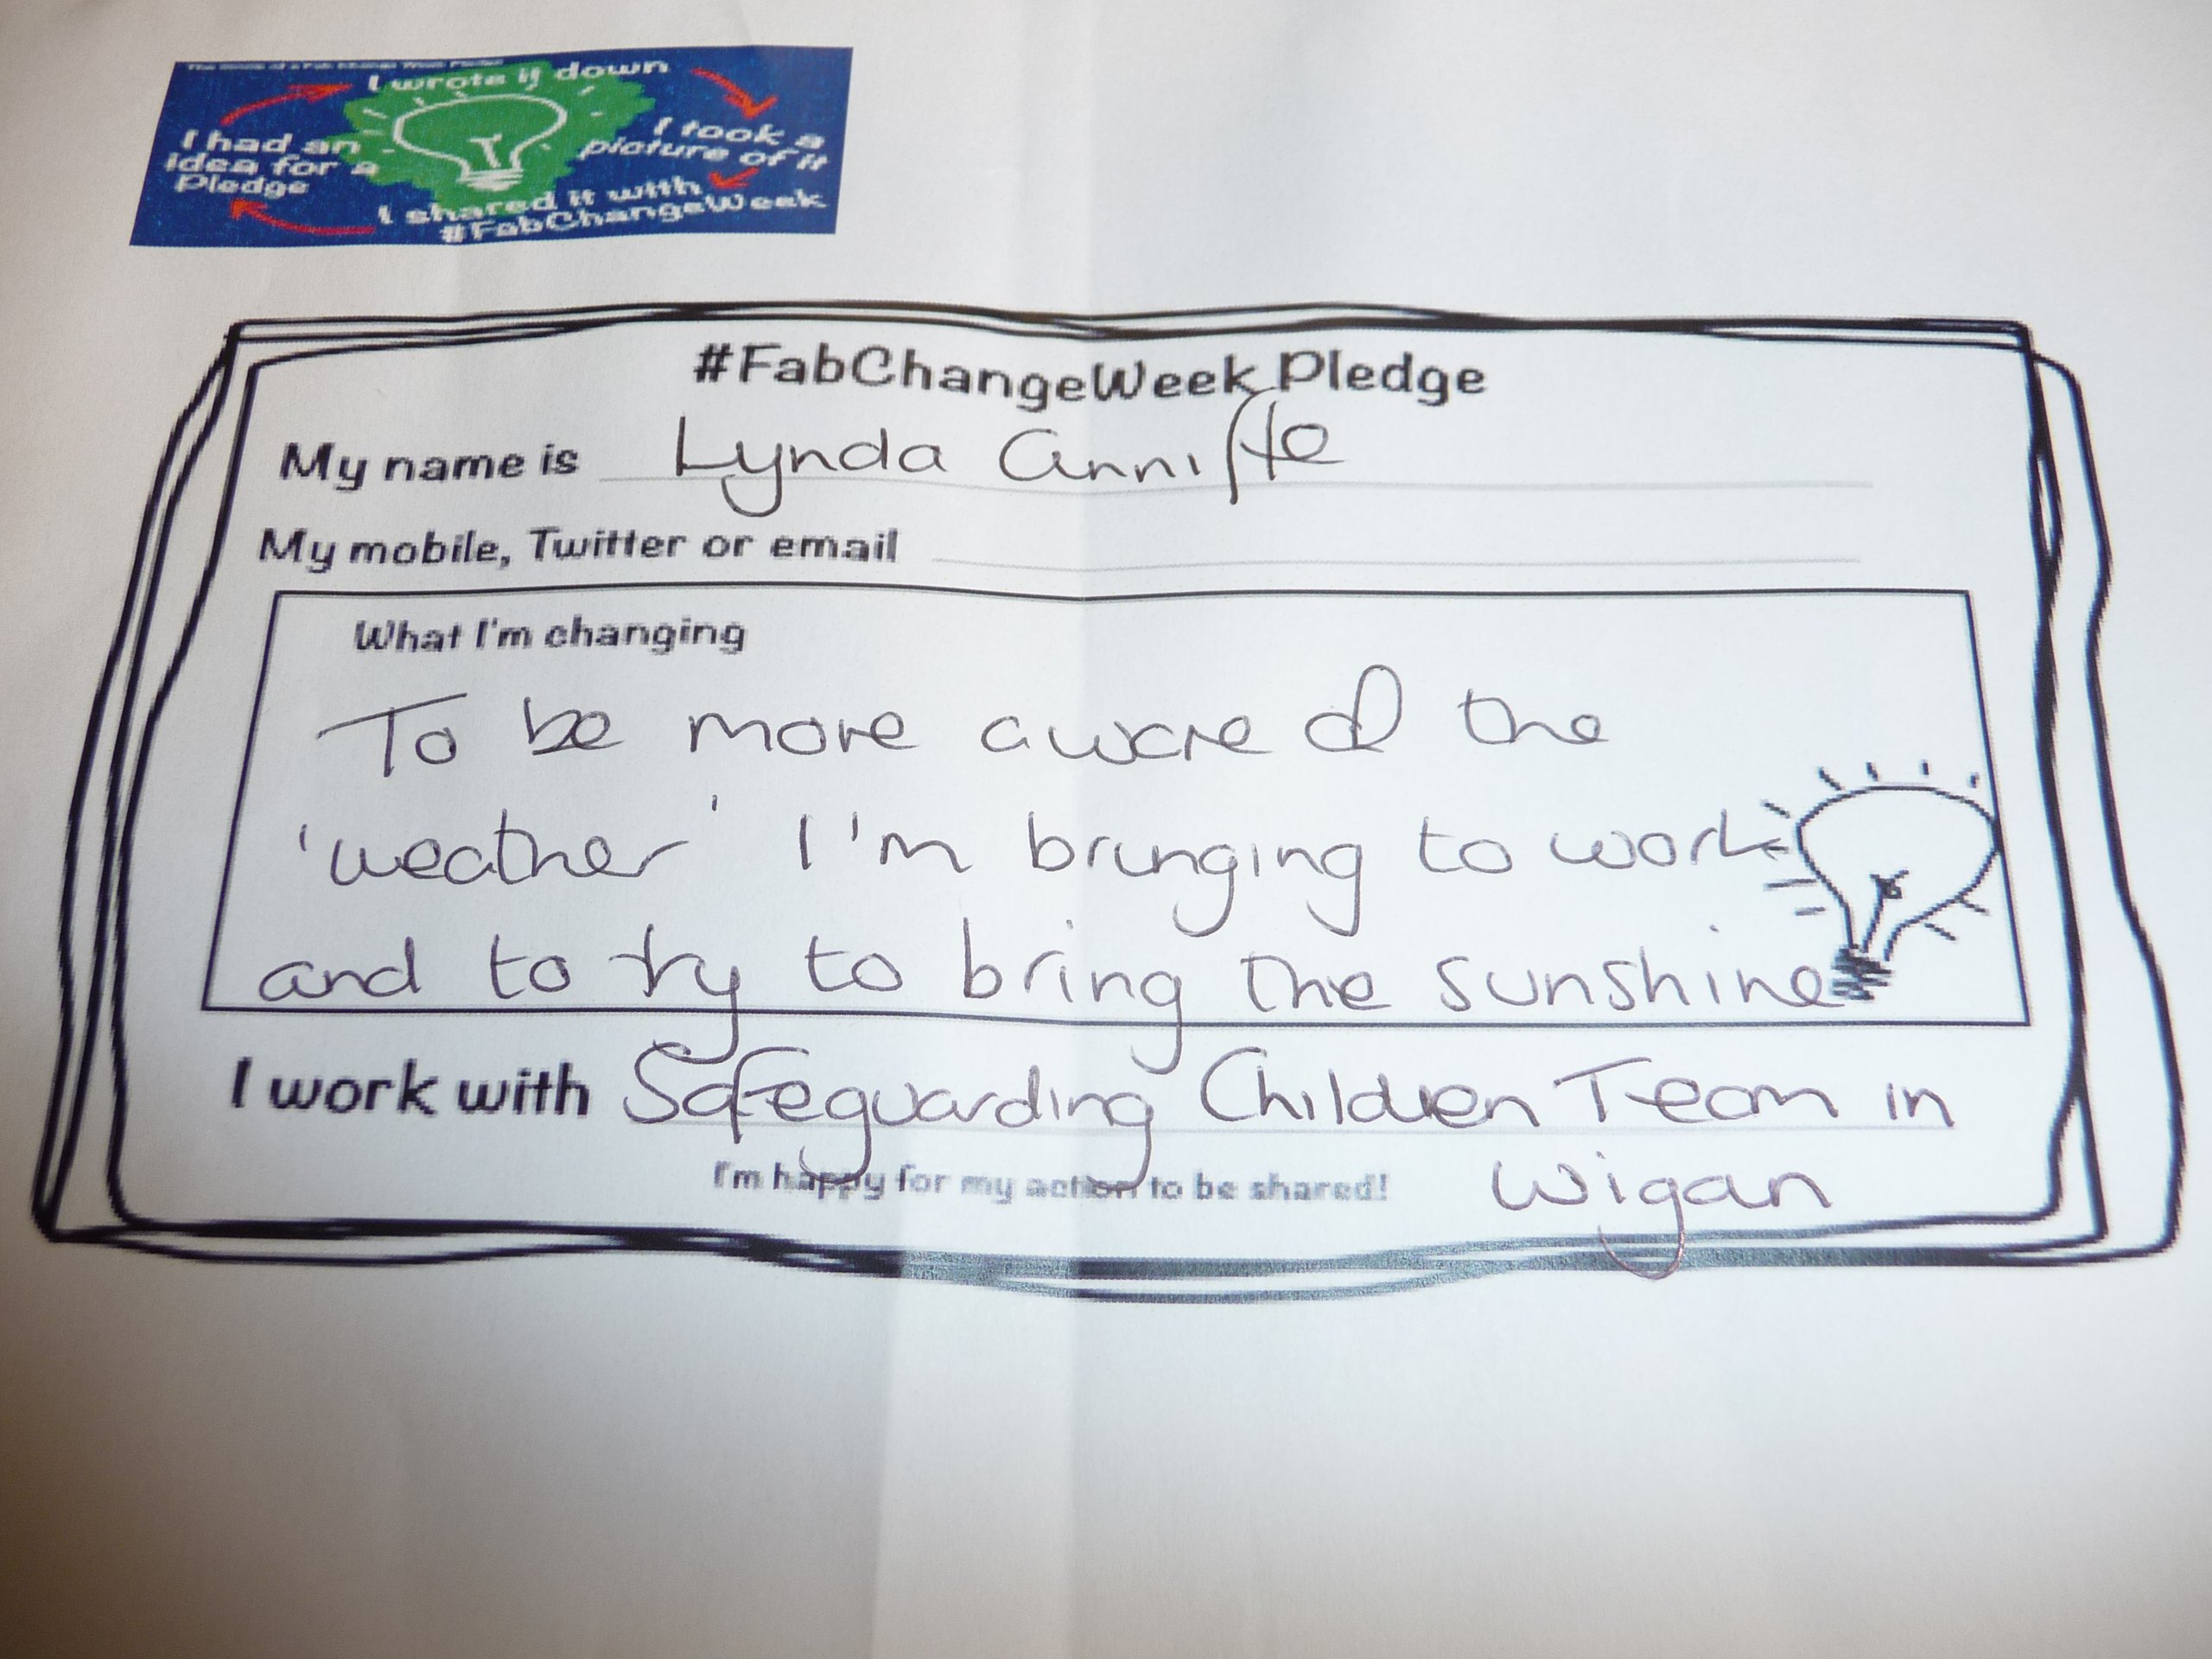 I wrote it down
I took a
picture of it
I shared it with
#FabChangeWeek
I had an
idea for a
Pledge
#FabChangeWeek Pledge
My name is Lynda
My mobile, Twitter or email
What I'm changing
To be more aware of the
'weather' I'm bringing to work
and to try to bring the sunshine
I work with Safeguarding Children Team in
Wigan
I'm happy for my action to be shared!